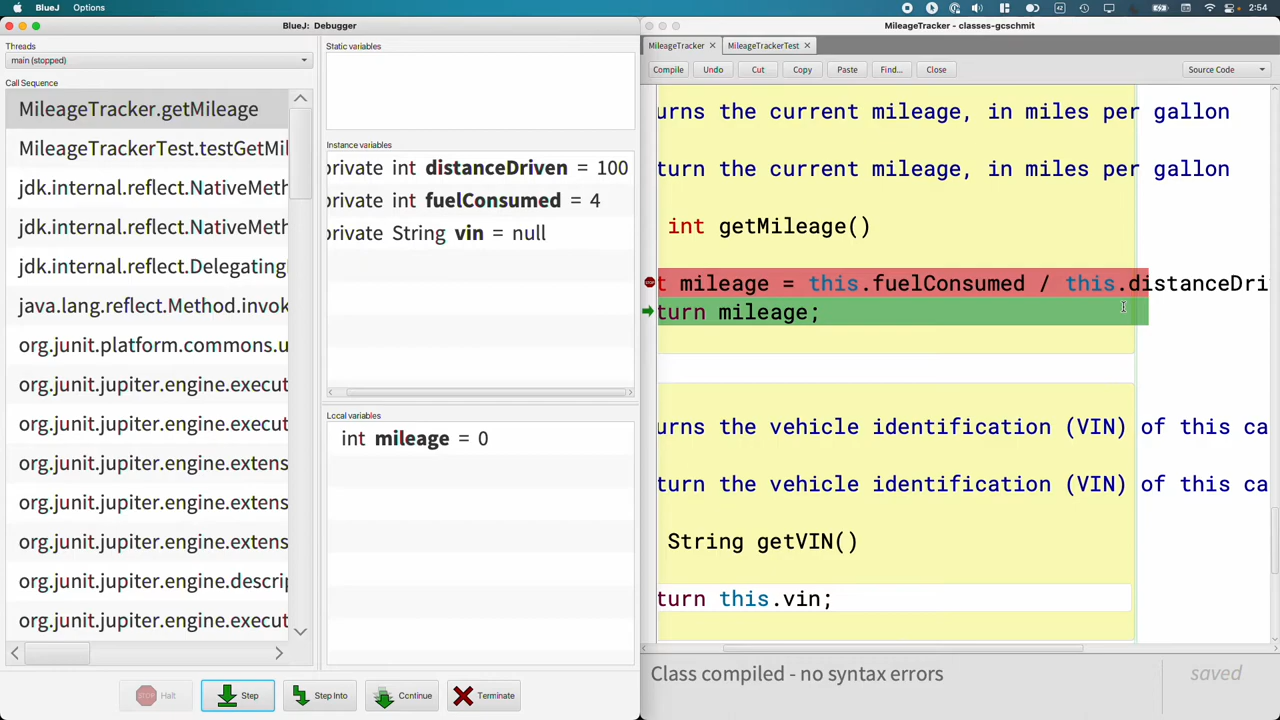 BlueJ Options
2:54
BlueJ: Debugger
Threads
main (stopped)
Call Sequence
MileageTracker.getMileage
MileageTrackerTest.testGetMil
jdk.internal.reflect.NativeMeth
jdk.internal.reflect.NativeMeth
jdk.internal.reflect.Delegating
java.lang.reflect.Method.invok
org.junit.platform.commons.u
org.junit.jupiter.engine.execut
org.junit.jupiter.engine.execut
org.junit.jupiter.engine.extens
org.junit.jupiter.engine.extens
org.junit.jupiter.engine.extens
org.junit.jupiter.engine.descrip
org.junit.jupiter.engine.execut
Static variables
Instance variables
private int distanceDriven = 100
private int fuelConsumed = 4
private String vin = null
Local variables
int mileage = 0
Halt
Step
Step Into
Continue
Terminate
MileageTracker - classes-gcschmit
MileageTracker MileageTrackerTest
Compile Undo Cut Copy Paste Find... Close Source Code
urns the current mileage, in miles per gallon
turn the current mileage, in miles per gallon
int getMileage()
t mileage = this.fuelConsumed / this.distanceDri
turn mileage;
urns the vehicle identification (VIN) of this ca
turn the vehicle identification (VIN) of this ca
String getVIN()
turn this.vin;
Class compiled - no syntax errors
saved